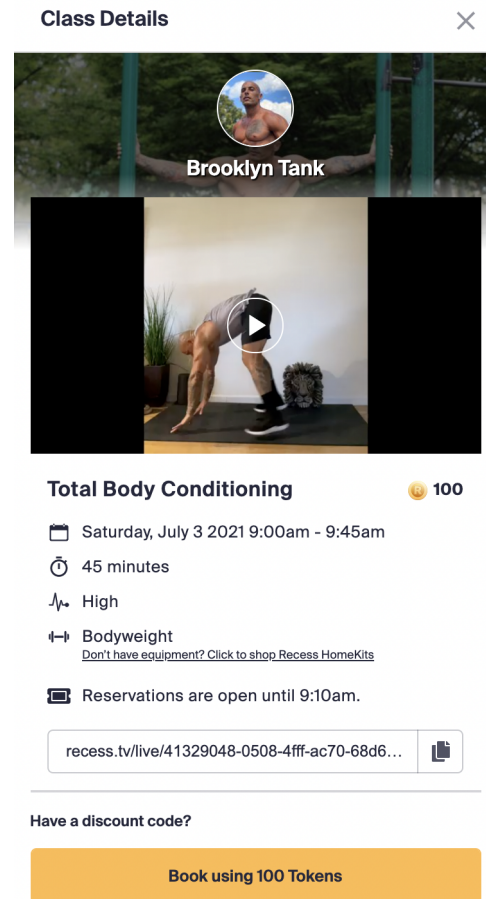 Class Details
Brooklyn Tank
Total Body Conditioning
R 100
Saturday, July 3 2021 9:00am - 9:45am
45 minutes
High
Bodyweight
Don't have equipment? Click to shop Recess HomeKits
Reservations are open until 9:10am.
recess.tv/live/41329048-0508-4fff-ac70-68d6...
Have a discount code?
Book using 100 Tokens